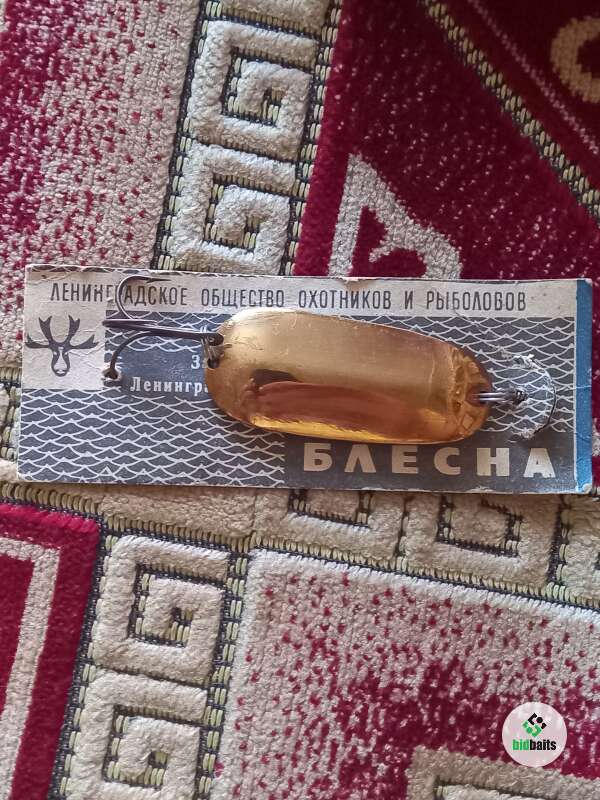 ЛЕНИНГРАДСКОЕ ОБЩЕСТВО ОХОТНИКОВ И РЫБОЛОВОВ
БЛЕСНА
bidbaits